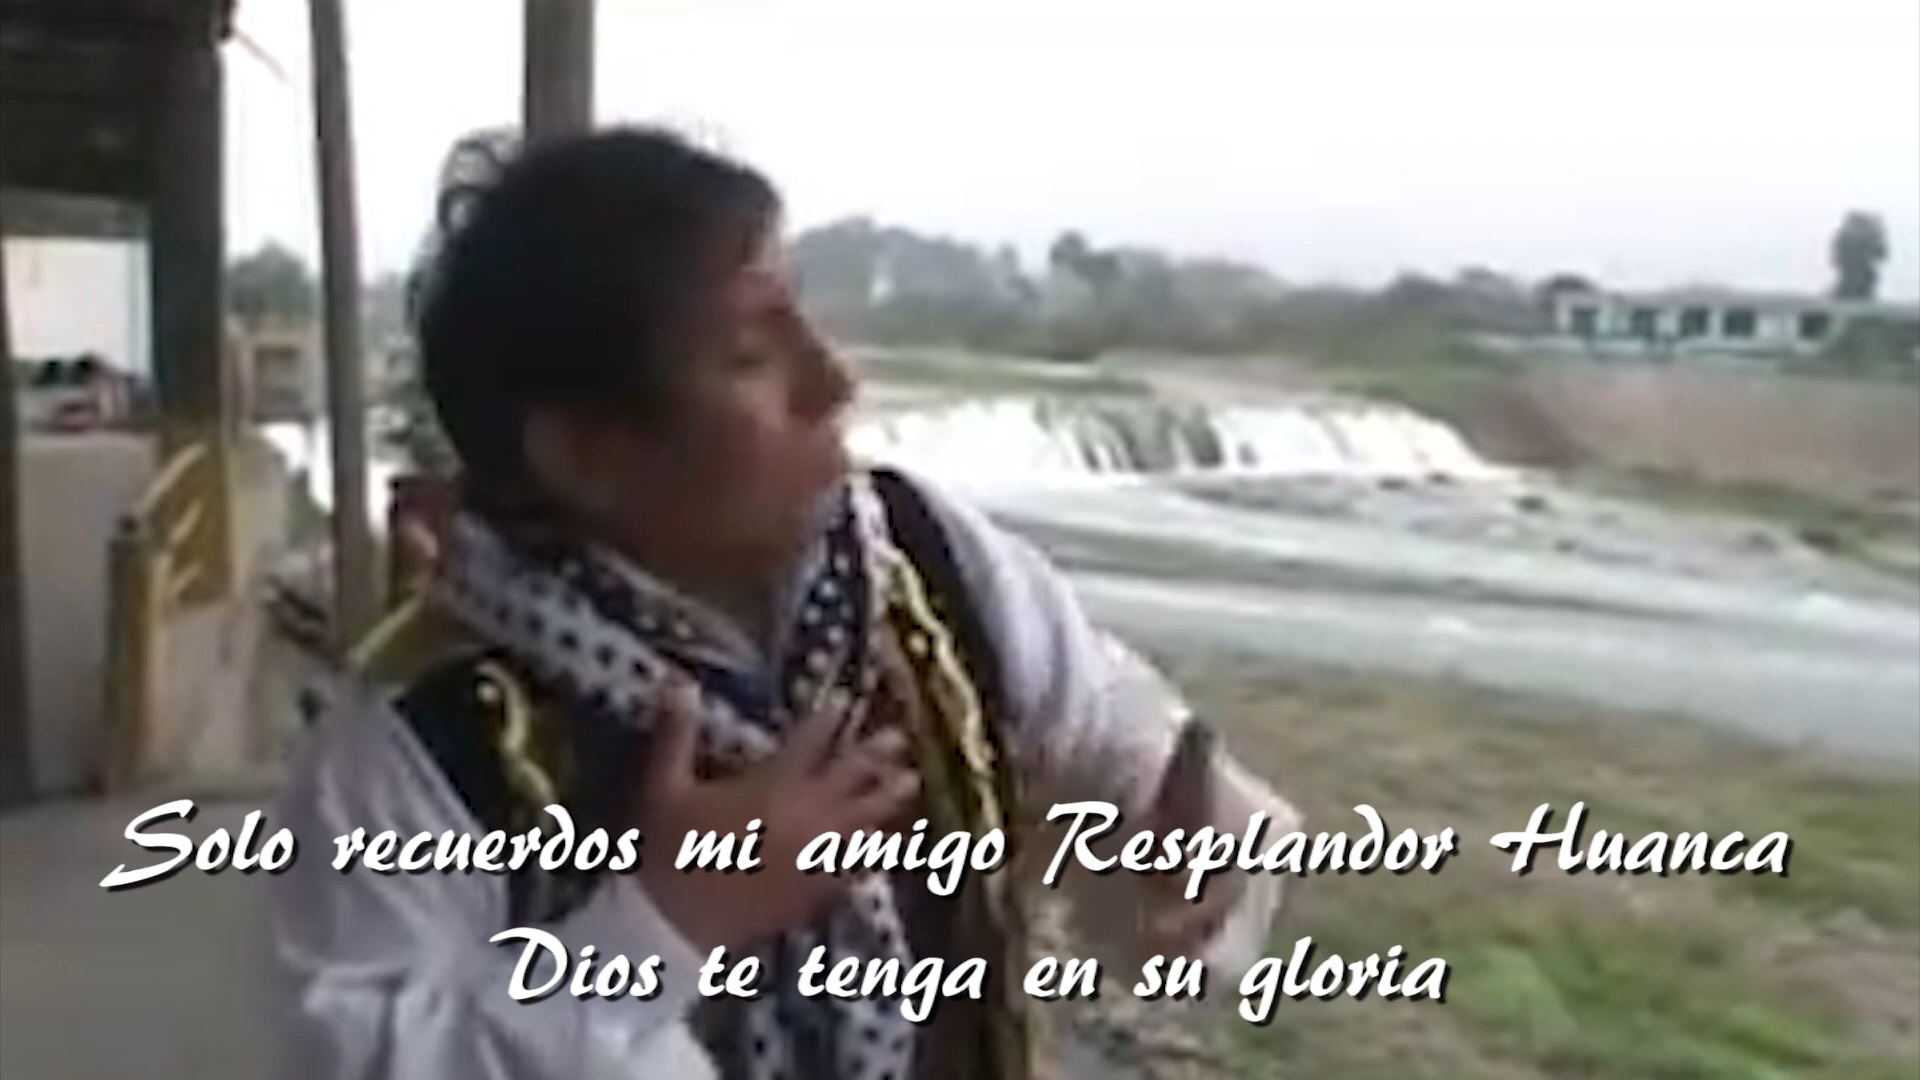 Solo recuerdos mi amigo Resplandor Huanca
Dios te tenga en su gloria